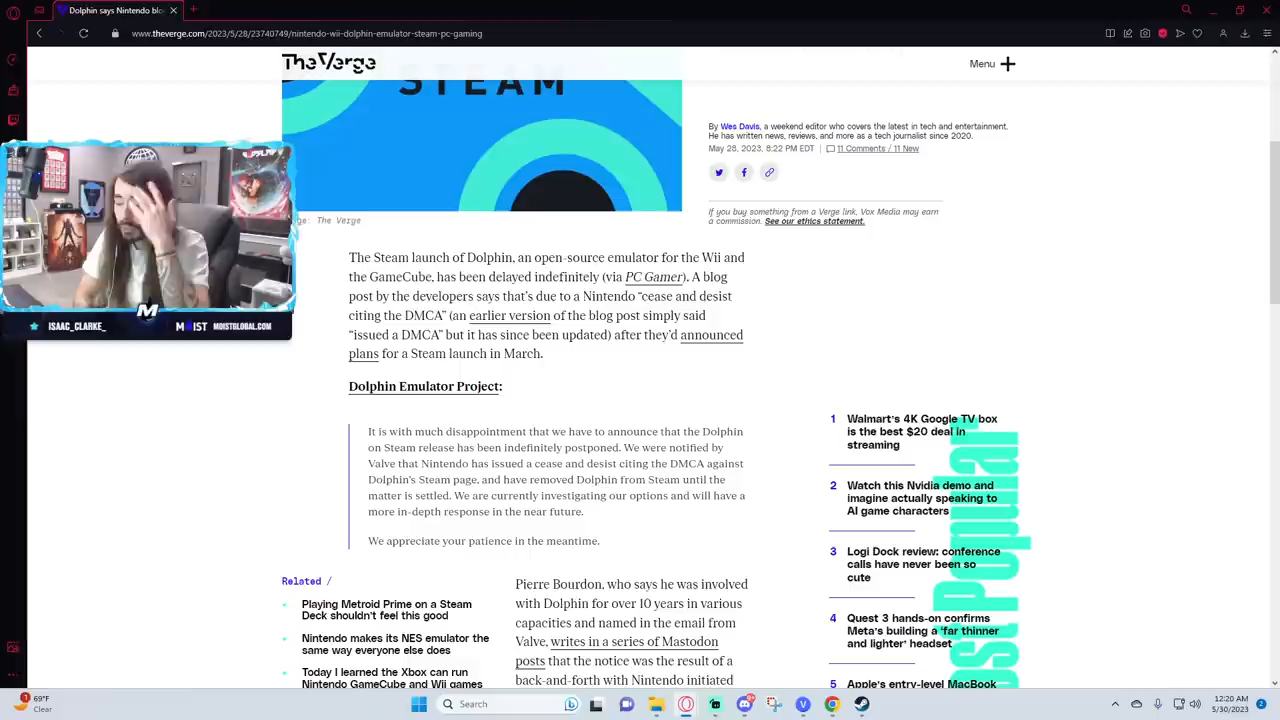 Dolphin says Nintendo bloc
www.theverge.com/2023/5/28/23740749/nintendo-wii-dolphin-emulator-steam-pc-gaming
The Verge
Menu
STEAM
By Wes Davis, a weekend editor who covers the latest in tech and entertainment.
He has written news, reviews, and more as a tech journalist since 2020.
May 28, 2023, 8:22 PM EDT | 11 Comments / 11 New
If you buy something from a Verge link, Vox Media may earn
a commission. See our ethics statement.
ge: The Verge
ISAAC_CLARKE_
MOIST MOISTGLOBAL.COM
The Steam launch of Dolphin, an open-source emulator for the Wii and
the GameCube, has been delayed indefinitely (via PC Gamer). A blog
post by the developers says that's due to a Nintendo “cease and desist
citing the DMCA” (an earlier version of the blog post simply said
“issued a DMCA” but it has since been updated) after they'd announced
plans for a Steam launch in March.
Dolphin Emulator Project:
It is with much disappointment that we have to announce that the Dolphin
on Steam release has been indefinitely postponed. We were notified by
Valve that Nintendo has issued a cease and desist citing the DMCA against
Dolphin's Steam page, and have removed Dolphin from Steam until the
matter is settled. We are currently investigating our options and will have a
more in-depth response in the near future.
We appreciate your patience in the meantime.
Related /
Playing Metroid Prime on a Steam
Deck shouldn't feel this good
Nintendo makes its NES emulator the
same way everyone else does
Today I learned the Xbox can run
Nintendo GameCube and Wii games
Pierre Bourdon, who says he was involved
with Dolphin for over 10 years in various
capacities and named in the email from
Valve, writes in a series of Mastodon
posts that the notice was the result of a
back-and-forth with Nintendo initiated
Most Popular
1 Walmart's 4K Google TV box
is the best $20 deal in
streaming
2 Watch this Nvidia demo and
imagine actually speaking to
AI game characters
3 Logi Dock review: conference
calls have never been so
cute
4 Quest 3 hands-on confirms
Meta's building a ‘far thinner
and lighter’ headset
5 Apple's entry-level MacBook
69°F
Clear
Search
12:20 AM
5/30/2023